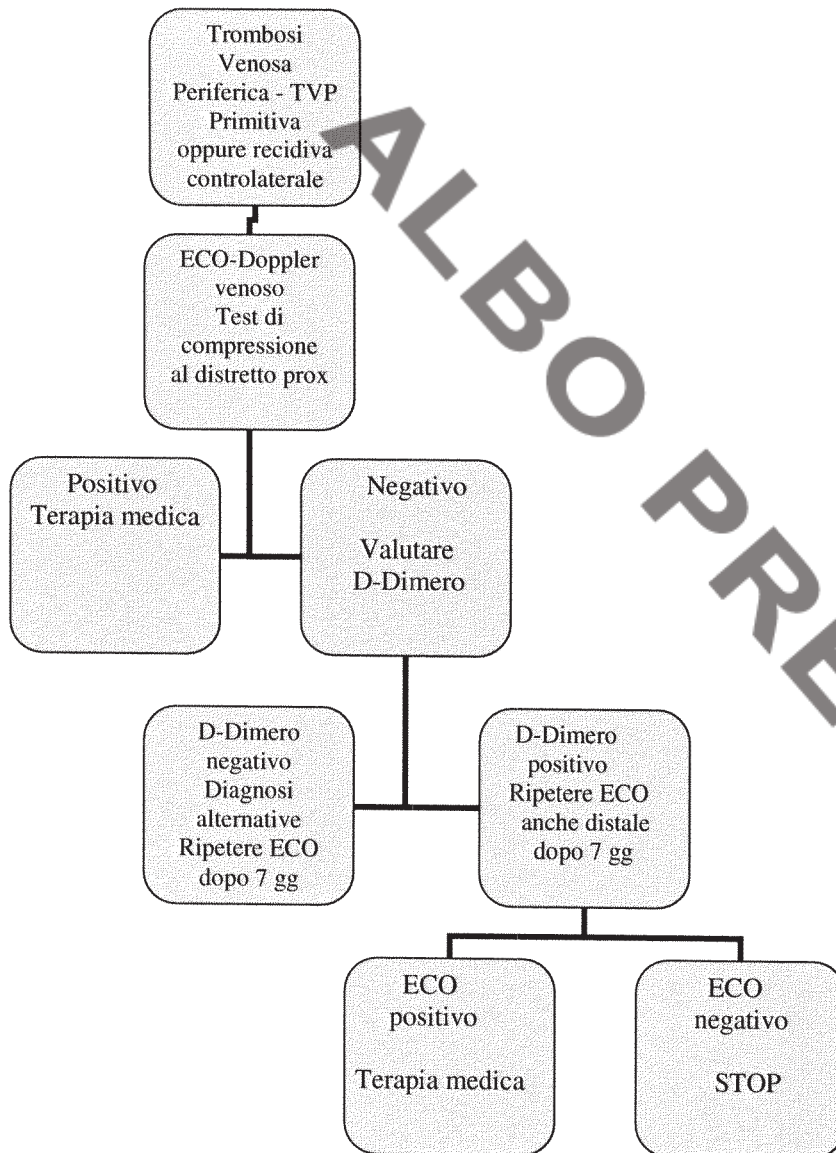 Trombosi
Venosa
Periferica - TVP
Primitiva
oppure recidiva
controlaterale
ECO-Doppler
venoso
Test di
compressione
al distretto prox
Positivo
Terapia medica
Negativo
Valutare
D-Dimero
D-Dimero
negativo
Diagnosi
alternative
Ripetere ECO
dopo 7 gg
D-Dimero
positivo
Ripetere ECO
anche distale
dopo 7 gg
ECO
positivo
Terapia medica
ECO
negativo
STOP
ALBO PRE